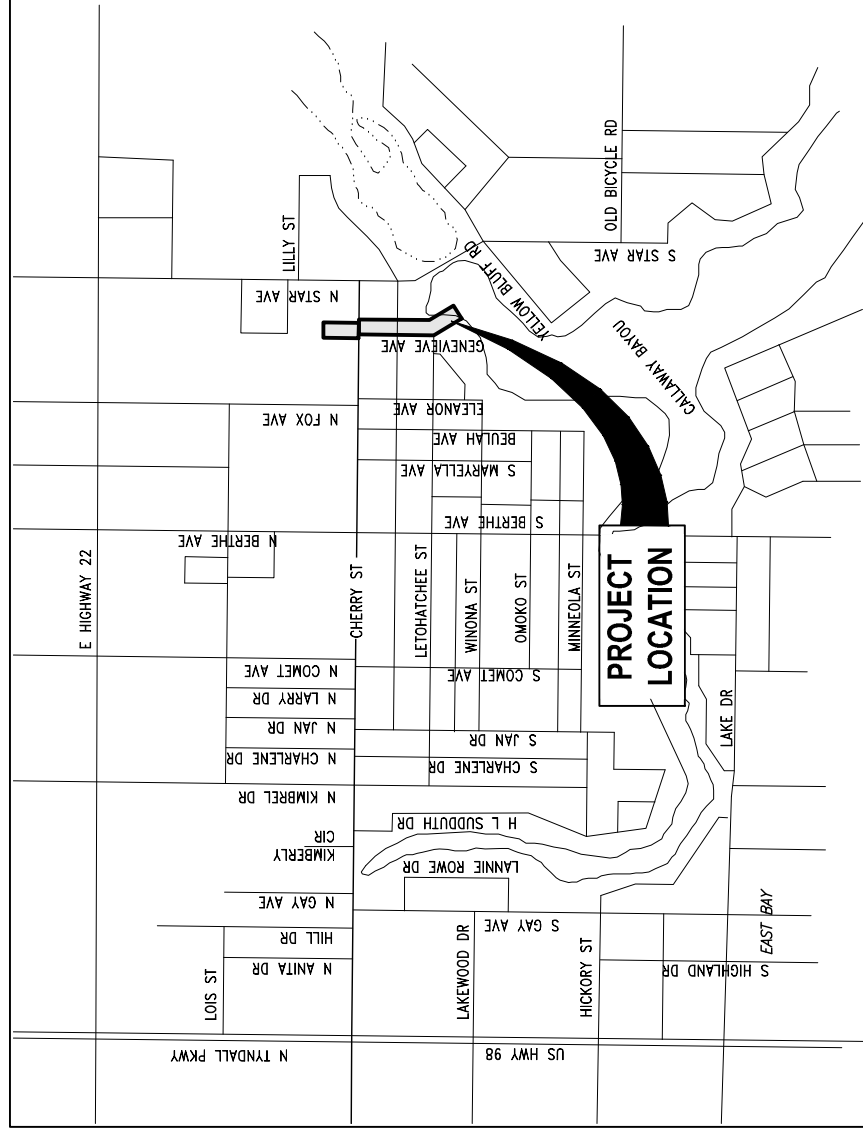 OLD BICYCLE RD
LILLY ST
S STAR AVE
YELLOW BLUFF RD
N STAR AVE
GENEVIEVE AVE
CALLAWAY BAYOU
ELEANOR AVE
N FOX AVE
BEULAH AVE
S MARYELLA AVE
S BERTHE AVE
N BERTHE AVE
E HIGHWAY 22
CHERRY ST
LETOHATCHEE ST
WINONA ST
OMOKO ST
MINNEOLA ST
PROJECT
LOCATION
N COMET AVE
S COMET AVE
N LARRY DR
LAKE DR
N JAN DR
S JAN DR
N CHARLENE DR
S CHARLENE DR
N KIMBREL DR
H L SUDDUTH DR
KIMBERLY
CIR
LANNIE ROWE DR
N GAY AVE
S GAY AVE
EAST BAY
HILL DR
LAKEWOOD DR
HICKORY ST
N ANITA DR
S HIGHLAND DR
LOIS ST
N TYNDALL PKWY
US HWY 98